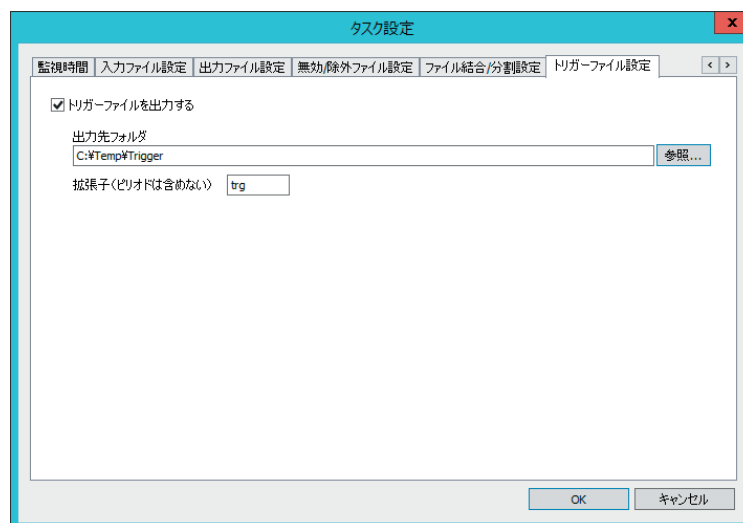 タスク設定
x
監視時間 入力ファイル設定 出力ファイル設定 無効/除外ファイル設定 ファイル結合/分割設定 トリガーファイル設定 < >
トリガーファイルを出力する
出力先フォルダ
C:¥Temp¥Trigger 参照...
拡張子(ピリオドは含めない) trg
OK キャンセル